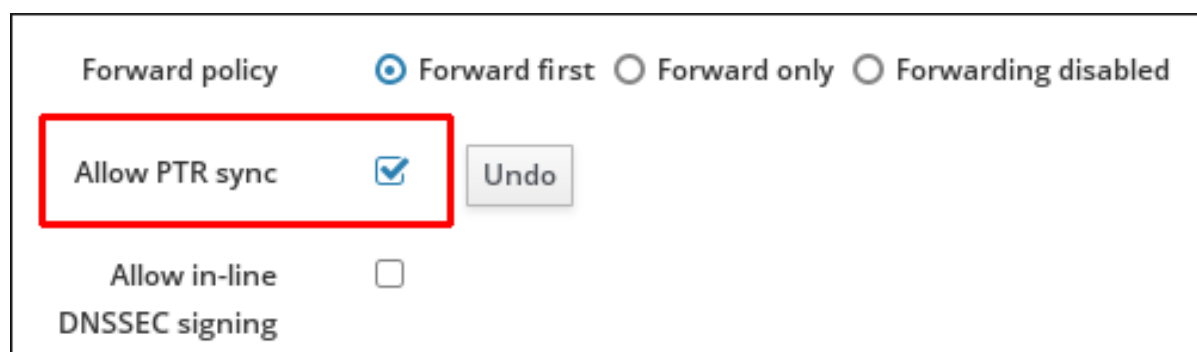 Forward policy Forward first Forward only Forwarding disabled
Allow PTR sync Undo
Allow in-line
DNSSEC signing